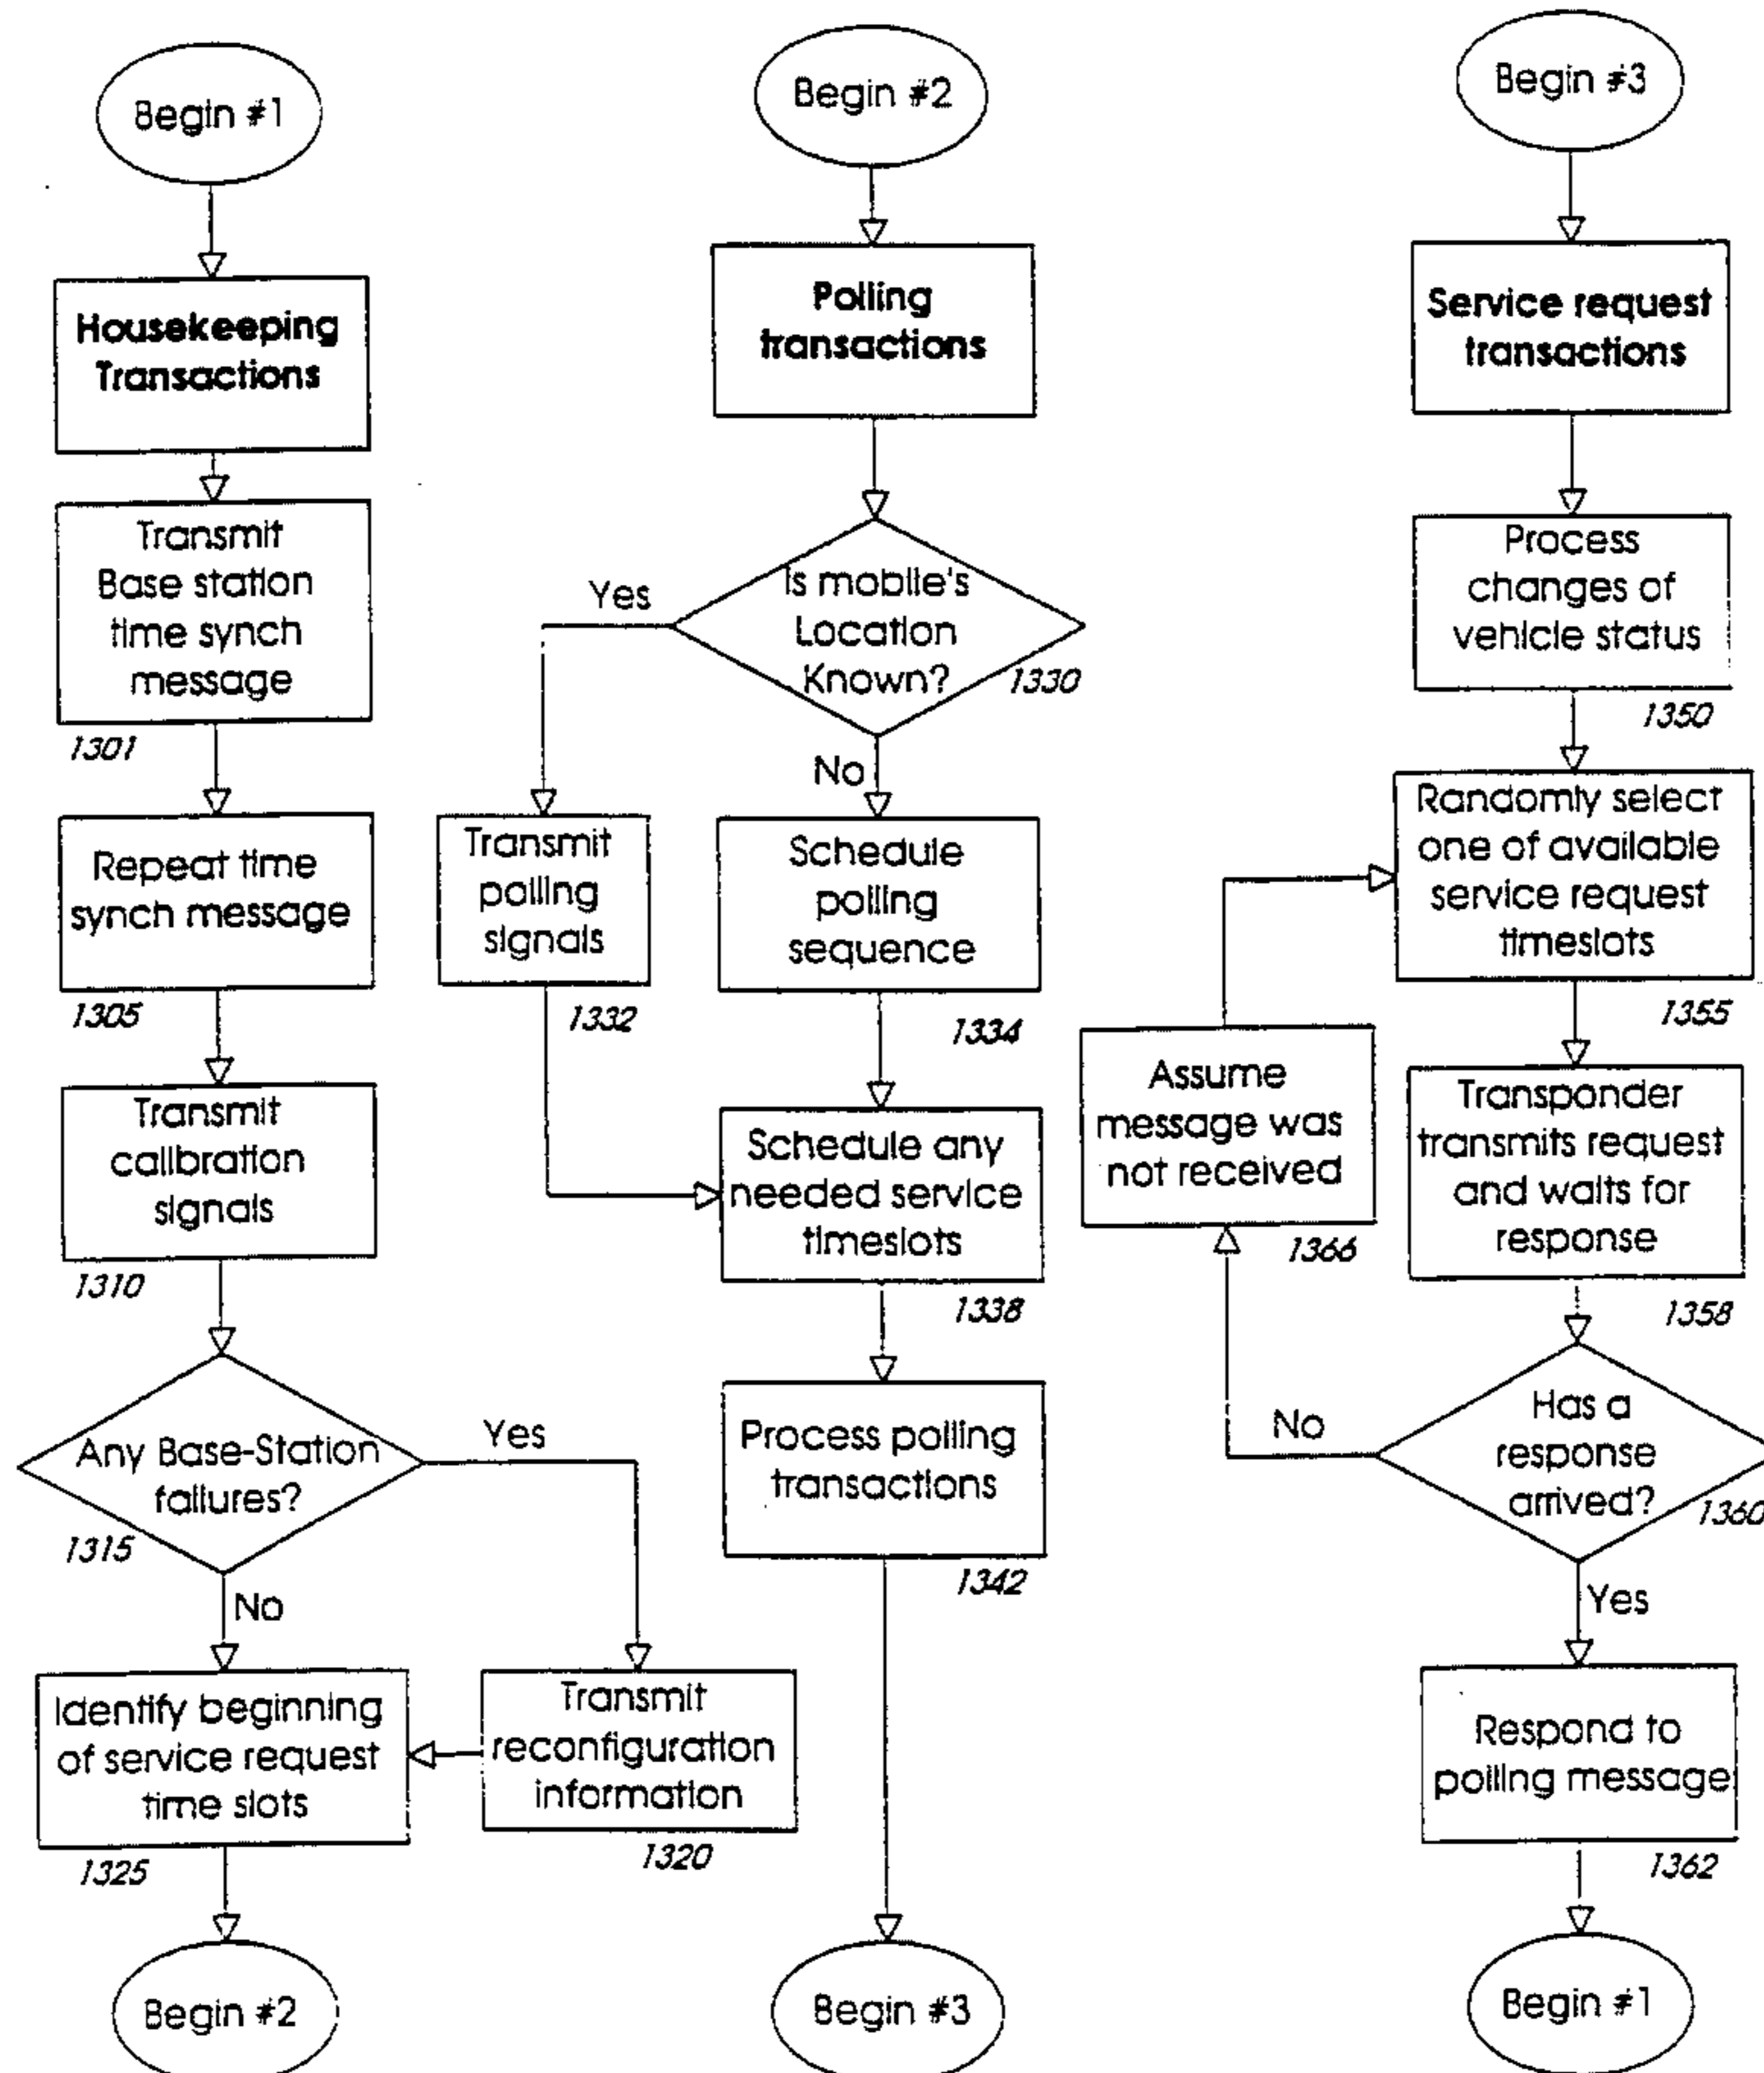 Begin #1
Housekeeping
Transactions
Transmit
Base station
time synch
message
1301
Repeat time
synch message
1305
Transmit
calibration
signals
1310
Any Base-Station
failures?
1315
Yes
No
Transmit
reconfiguration
information
1320
Identify beginning
of service request
time slots
1325
Begin #2
Begin #2
Polling
transactions
Is mobile's
Location
Known?
1330
Yes
No
Transmit
polling
signals
1332
Schedule
polling
sequence
1334
Schedule any
needed service
timeslots
1338
Process polling
transactions
1342
Begin #3
Begin #3
Service request
transactions
Process
changes of
vehicle status
1350
Randomly select
one of available
service request
timeslots
1355
Transponder
transmits request
and waits for
response
1358
Has a
response
arrived?
1360
No
Assume
message was
not received
1366
Yes
Respond to
polling message
1362
Begin #1